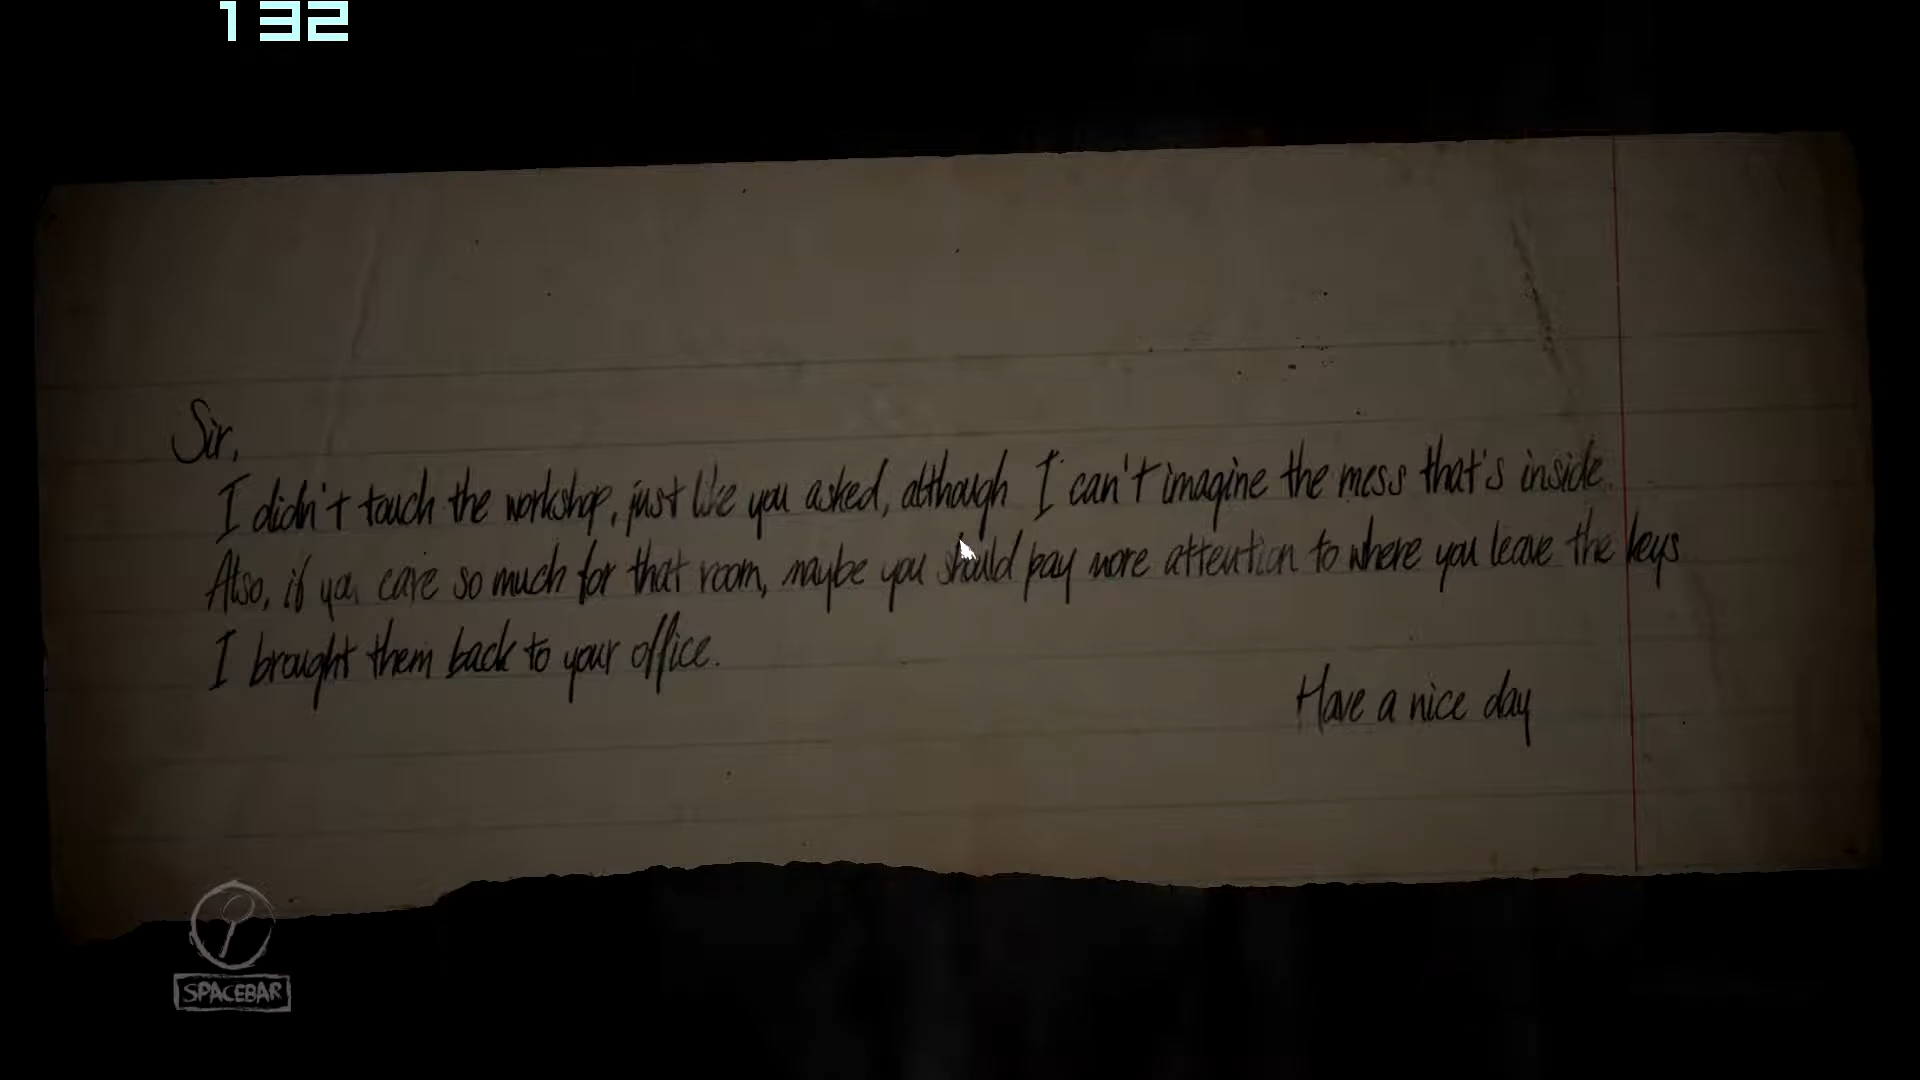 132
Sir,
I didn't touch the workshop, just like you asked, although I can't imagine the mess that's inside.
Also, if you care so much for that room, maybe you should pay more attention to where you leave the keys
I brought them back to your office.
Have a nice day
SPACEBAR